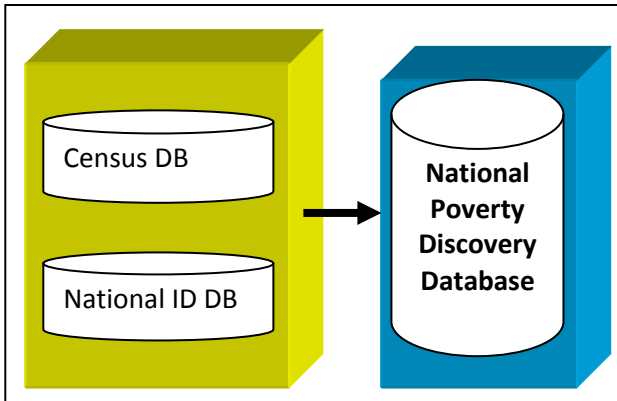 Census DB
National ID DB
National
Poverty
Discovery
Database